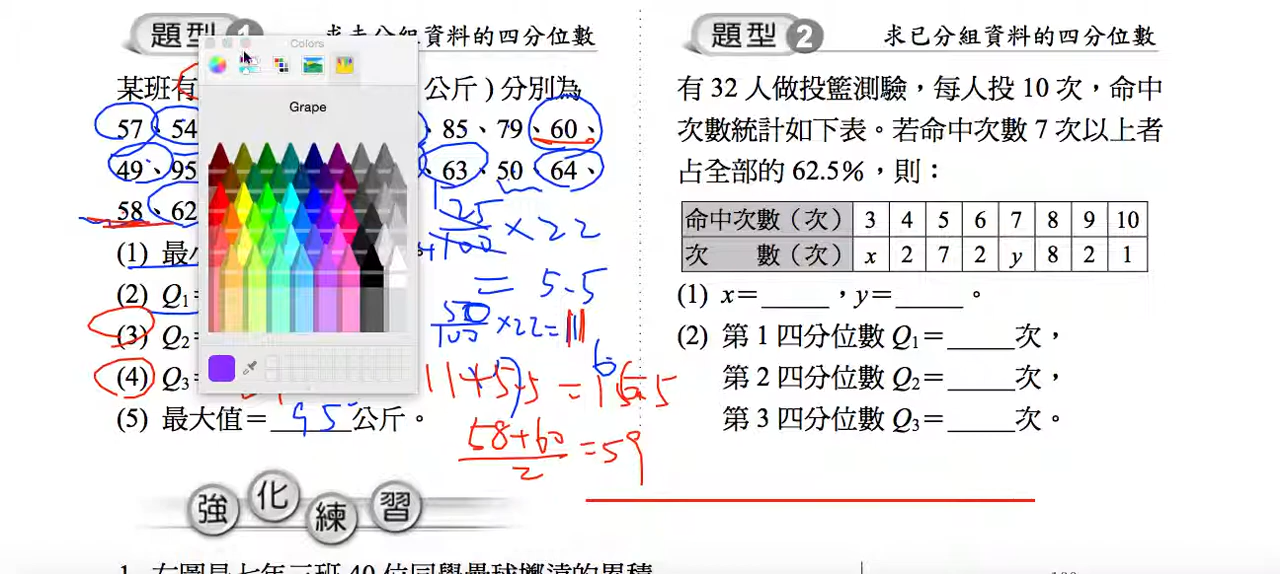 題型 1 求未分組資料的四分位數
某班有 公斤）分別為
57、54 、85、79、60、
49、95 63、50、64、
58、62
(1) 最小
(2) Q1=
(3) Q2
(4) Q3=
(5) 最大值=95公斤。
25/100 ×22
= 5.5
50/100 ×22=11
11+5.5 = 16.5
58+60/2 =59
Colors
Grape
強化練習
題型 2 求已分組資料的四分位數
有 32 人做投籃測驗，每人投 10 次，命中
次數統計如下表。若命中次數 7 次以上者
占全部的 62.5%，則：
命中次數（次） 3 4 5 6 7 8 9 10
次 數（次） x 2 7 2 y 8 2 1
(1) x=_____，y=_____。
(2) 第 1 四分位數 Q1=_____次，
第 2 四分位數 Q2=_____次，
第 3 四分位數 Q3=_____次。